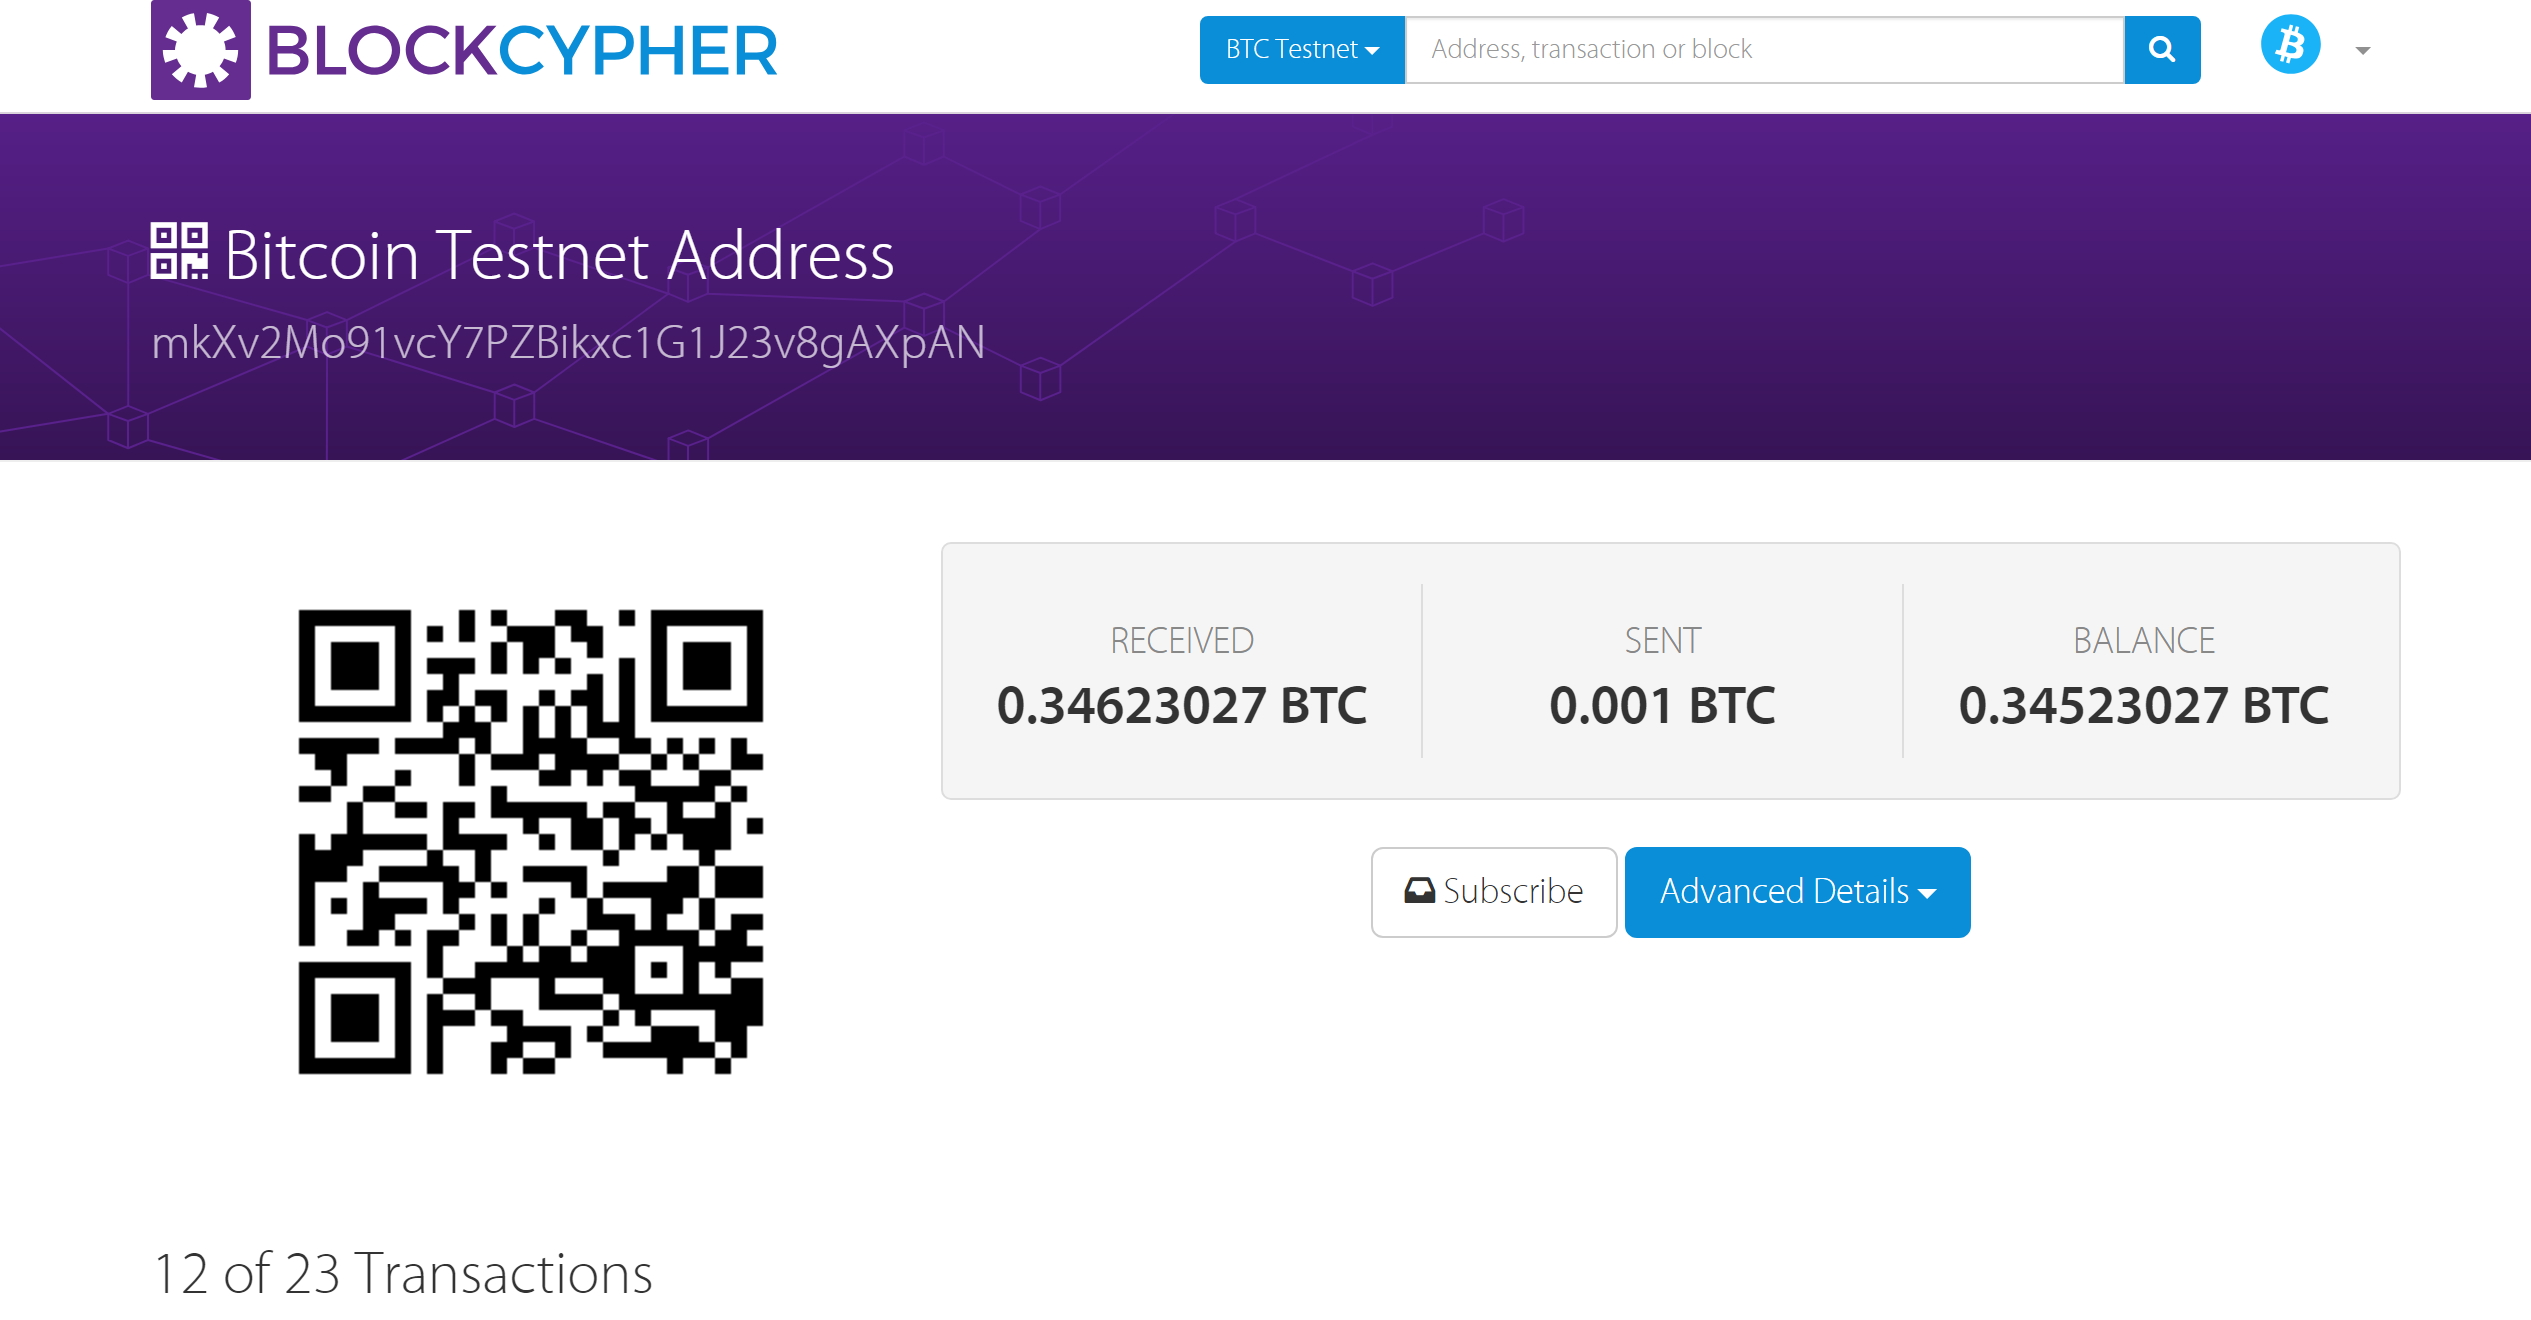 BLOCKCYPHER
BTC Testnet
Address, transaction or block
Bitcoin Testnet Address
mkXv2Mo91vcY7PZBikxc1G1J23v8gAXpAN
RECEIVED
0.34623027 BTC
SENT
0.001 BTC
BALANCE
0.34523027 BTC
Subscribe
Advanced Details
12 of 23 Transactions